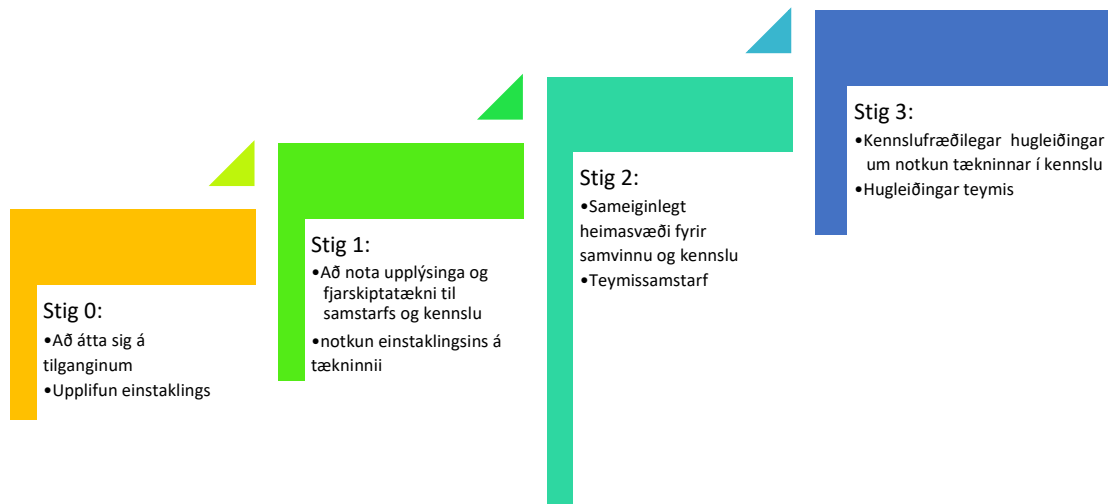 Stig 0:
•Að átta sig á
tilganginum
•Upplifun einstaklings
Stig 1:
•Að nota upplýsinga og
fjarskiptatækni til
samstarfs og kennslu
•notkun einstaklingsins á
tækninnii
Stig 2:
•Sameiginlegt
heimasvæði fyrir
samvinnu og kennslu
•Teymissamstarf
Stig 3:
•Kennslufræðilegar hugleiðingar
um notkun tækninnar í kennslu
•Hugleiðingar teymis